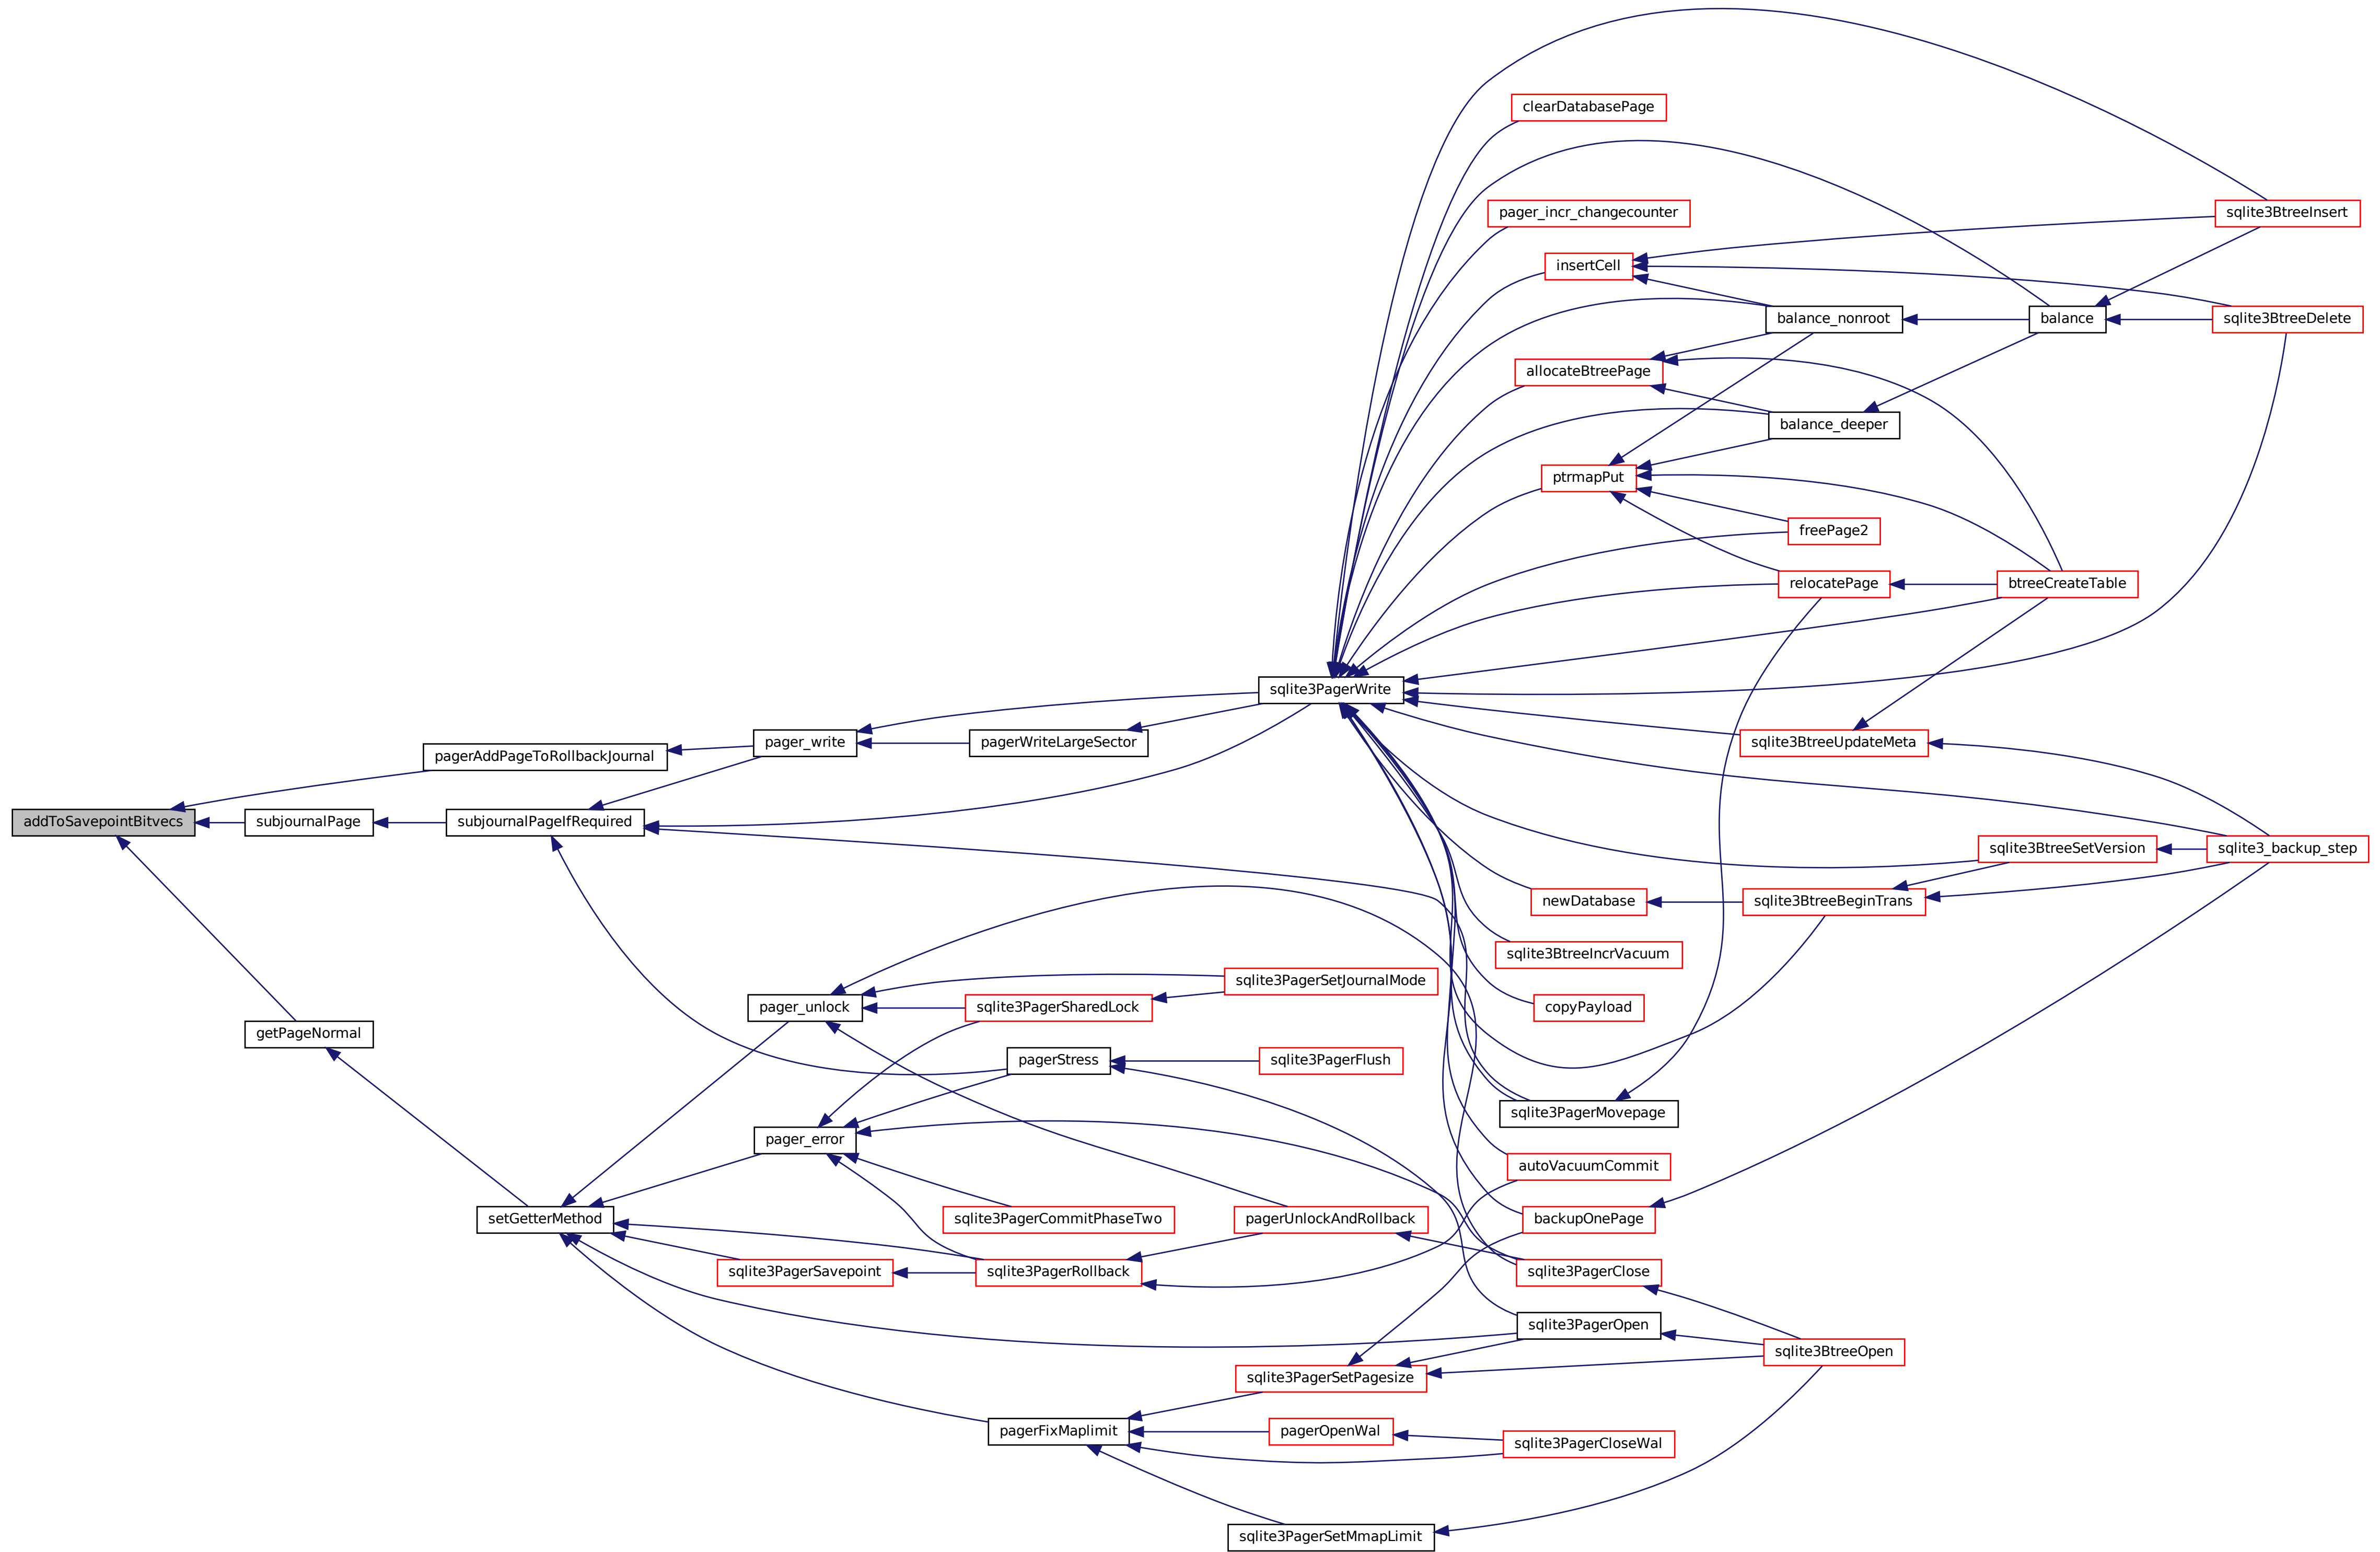 clearDatabasePage
pager_incr_changecounter
sqlite3BtreeInsert
insertCell
balance_nonroot
balance
sqlite3BtreeDelete
allocateBtreePage
balance_deeper
ptrmapPut
freePage2
relocatePage
btreeCreateTable
sqlite3PagerWrite
pager_write
pagerWriteLargeSector
sqlite3BtreeUpdateMeta
pagerAddPageToRollbackJournal
addToSavepointBitvecs
subjournalPage
subjournalPageIfRequired
sqlite3BtreeSetVersion
sqlite3_backup_step
newDatabase
sqlite3BtreeBeginTrans
sqlite3BtreeIncrVacuum
sqlite3PagerSetJournalMode
pager_unlock
sqlite3PagerSharedLock
copyPayload
getPageNormal
pagerStress
sqlite3PagerFlush
sqlite3PagerMovepage
pager_error
autoVacuumCommit
setGetterMethod
sqlite3PagerCommitPhaseTwo
pagerUnlockAndRollback
backupOnePage
sqlite3PagerSavepoint
sqlite3PagerRollback
sqlite3PagerClose
sqlite3PagerOpen
sqlite3BtreeOpen
sqlite3PagerSetPagesize
pagerFixMaplimit
pagerOpenWal
sqlite3PagerCloseWal
sqlite3PagerSetMmapLimit